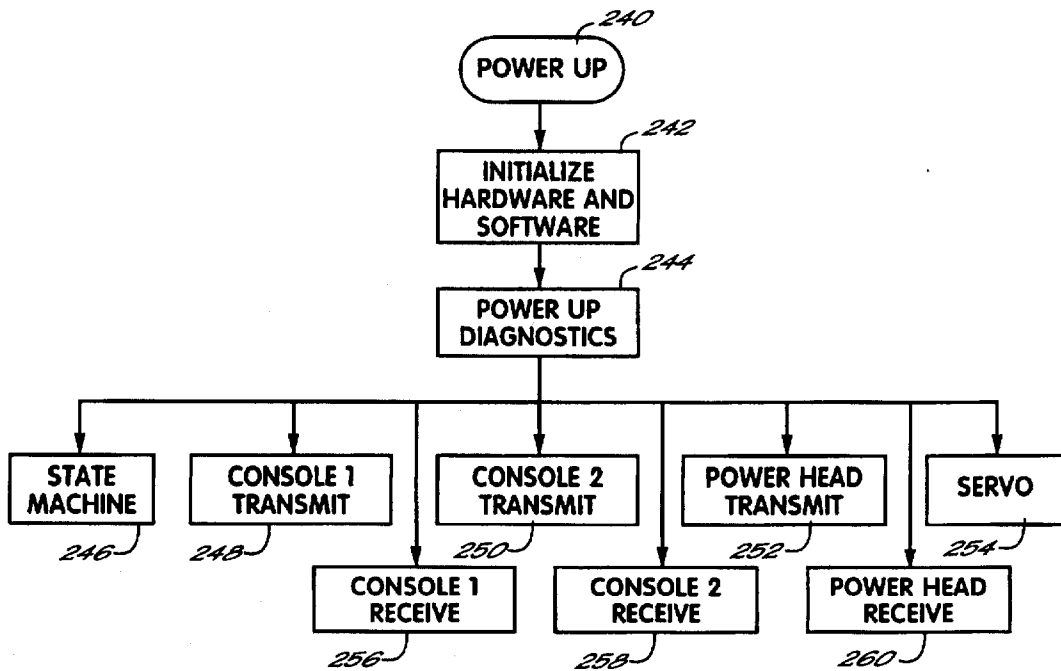 240
POWER UP
242
INITIALIZE
HARDWARE AND
SOFTWARE
244
POWER UP
DIAGNOSTICS
STATE
MACHINE
246
CONSOLE 1
TRANSMIT
248
CONSOLE 2
TRANSMIT
250
POWER HEAD
TRANSMIT
252
SERVO
254
CONSOLE 1
RECEIVE
256
CONSOLE 2
RECEIVE
258
POWER HEAD
RECEIVE
260